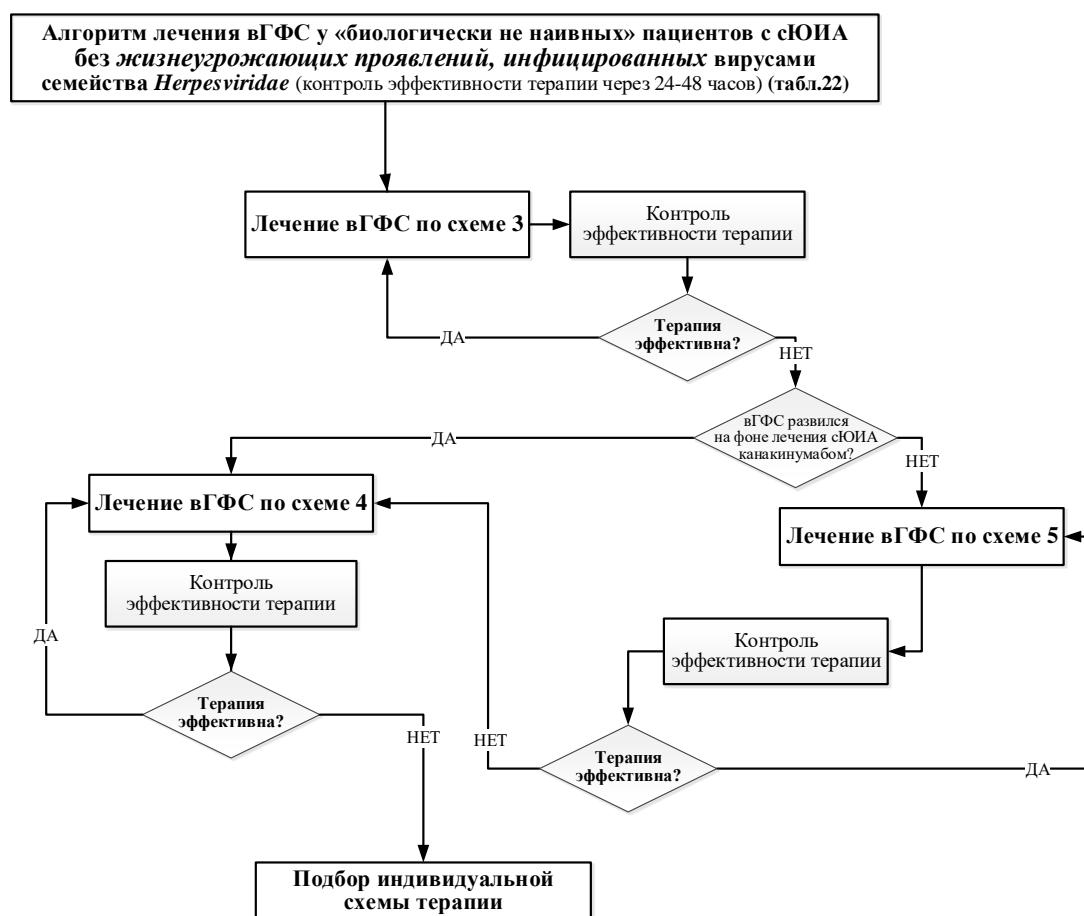 Алгоритм лечения вГФС у «биологически не наивных» пациентов с сЮИА
без жизнеугрожающих проявлений, инфицированных вирусами
семейства Herpesviridae (контроль эффективности терапии через 24-48 часов) (табл.22)
Лечение вГФС по схеме 3
Контроль
эффективности терапии
Терапия
эффективна?
ДА
НЕТ
вГФС развился
на фоне лечения сЮИА
канакинумабом?
ДА
НЕТ
Лечение вГФС по схеме 4
Лечение вГФС по схеме 5
Контроль
эффективности терапии
ДА
Контроль
эффективности терапии
Терапия
эффективна?
НЕТ
НЕТ
Терапия
эффективна?
ДА
Подбор индивидуальной
схемы терапии